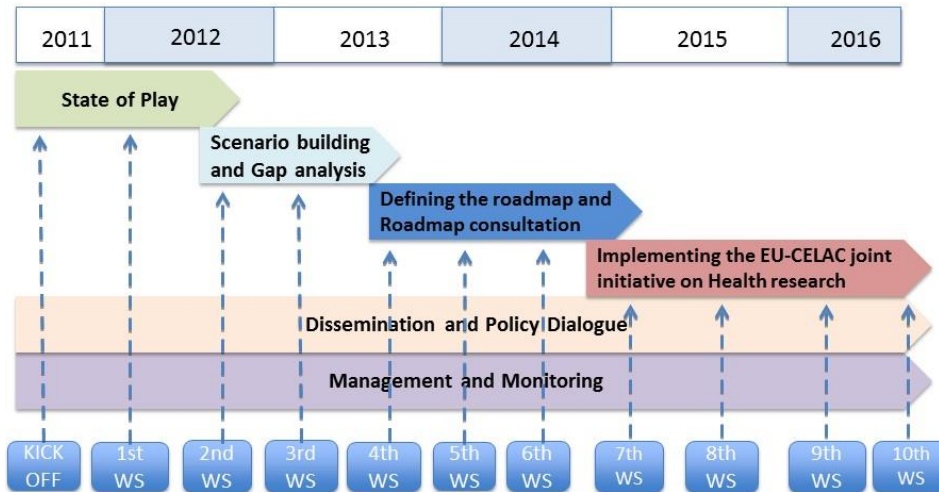 2011 2012 2013 2014 2015 2016
State of Play
Scenario building
and Gap analysis
Defining the roadmap and
Roadmap consultation
Implementing the EU-CELAC joint
initiative on Health research
Dissemination and Policy Dialogue
Management and Monitoring
KICK
OFF
1st
WS
2nd
WS
3rd
WS
4th
WS
5th
WS
6th
WS
7th
WS
8th
WS
9th
WS
10th
WS